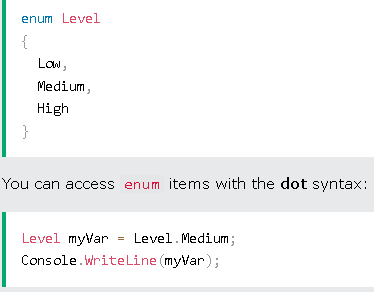 enum Level
{
  Low,
  Medium,
  High
}
You can access enum items with the dot syntax:
Level myVar = Level.Medium;
Console.WriteLine(myVar);